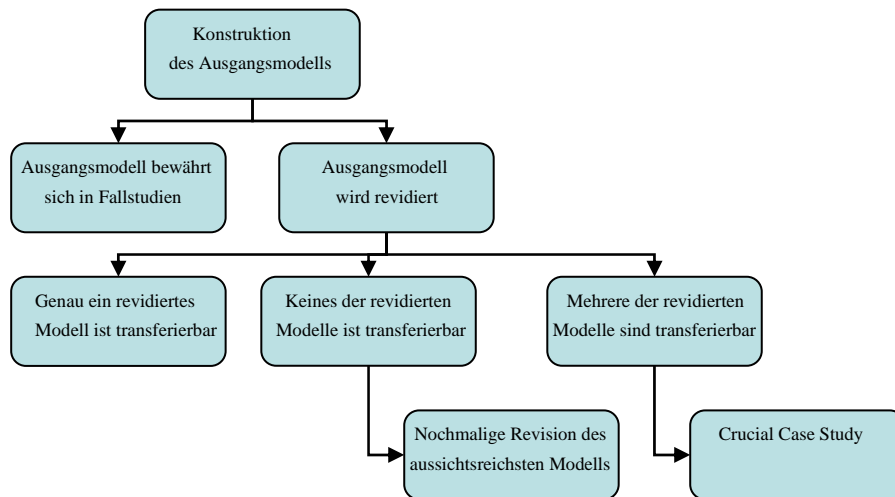 Konstruktion
des Ausgangsmodells
Ausgangsmodell bewährt
sich in Fallstudien
Ausgangsmodell
wird revidiert
Genau ein revidiertes
Modell ist transferierbar
Keines der revidierten
Modelle ist transferierbar
Mehrere der revidierten
Modelle sind transferierbar
Nochmalige Revision des
aussichtsreichsten Modells
Crucial Case Study